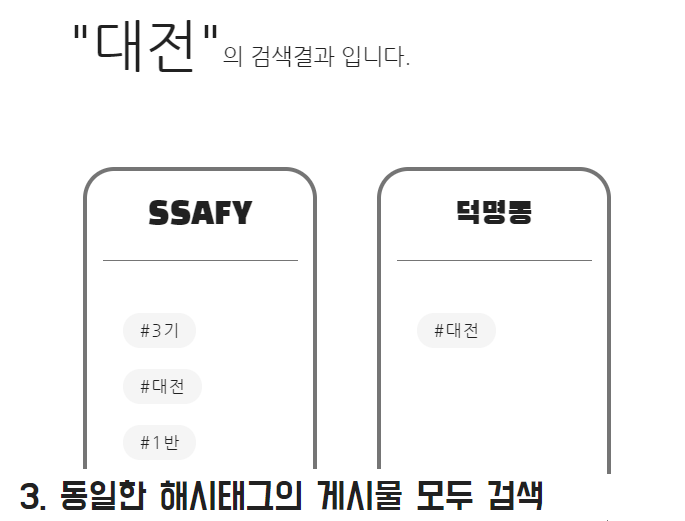 "대전"의 검색결과 입니다.
SSAFY
덕명동
#3기
#대전
#대전
#1반
3. 동일한 해시태그의 게시물 모두 검색